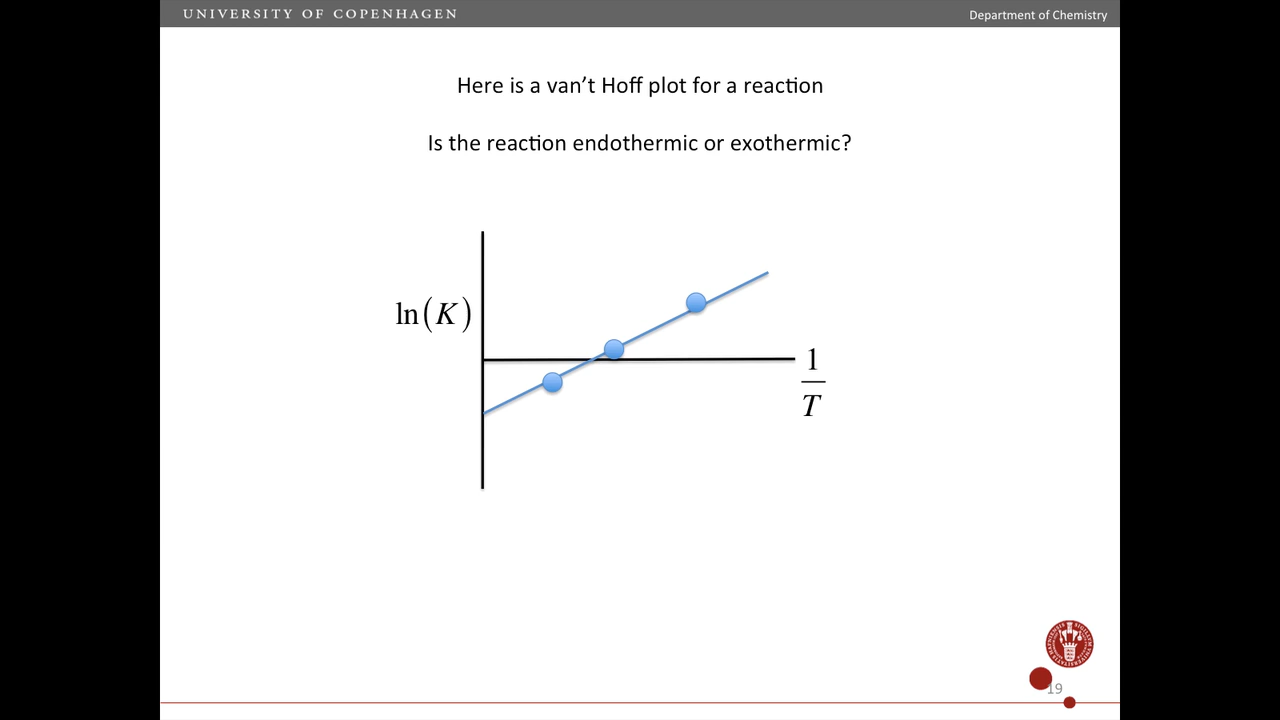 UNIVERSITY OF COPENHAGEN
Department of Chemistry
Here is a van’t Hoff plot for a reaction
Is the reaction endothermic or exothermic?
ln(K)
1
T
19